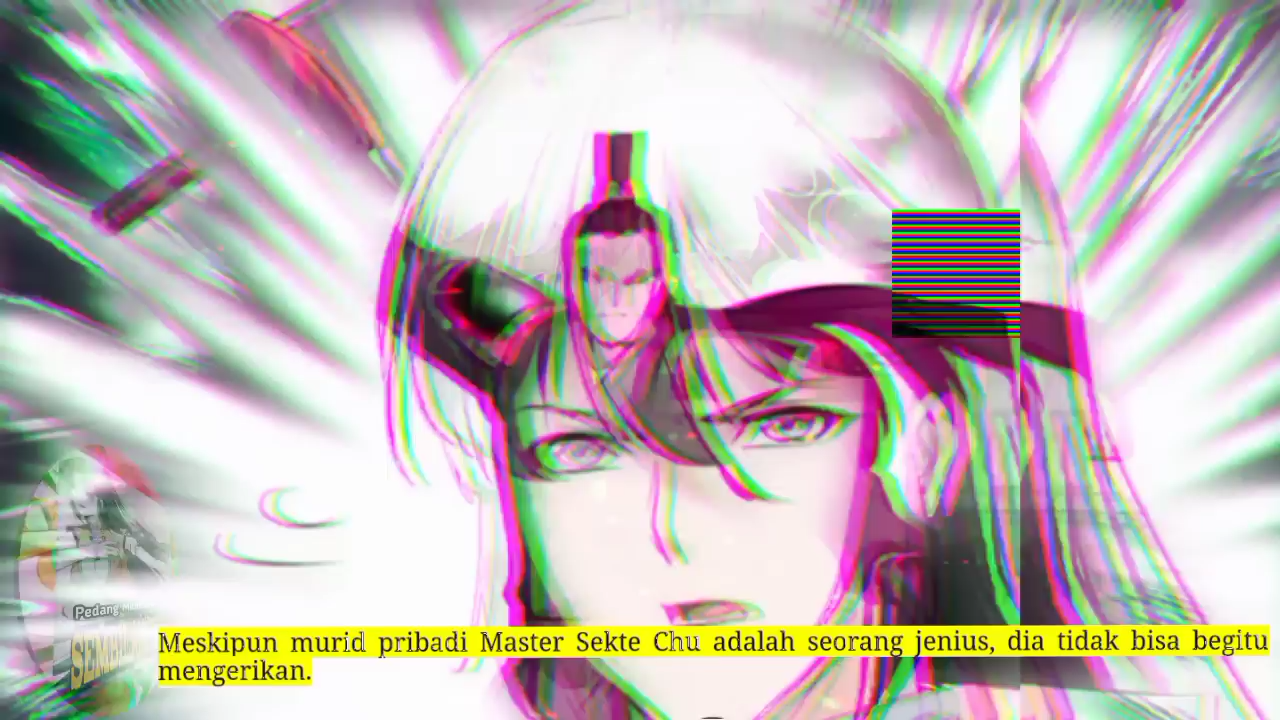 Pedang
Meskipun murid pribadi Master Sekte Chu adalah seorang jenius, dia tidak bisa begitu
mengerikan.